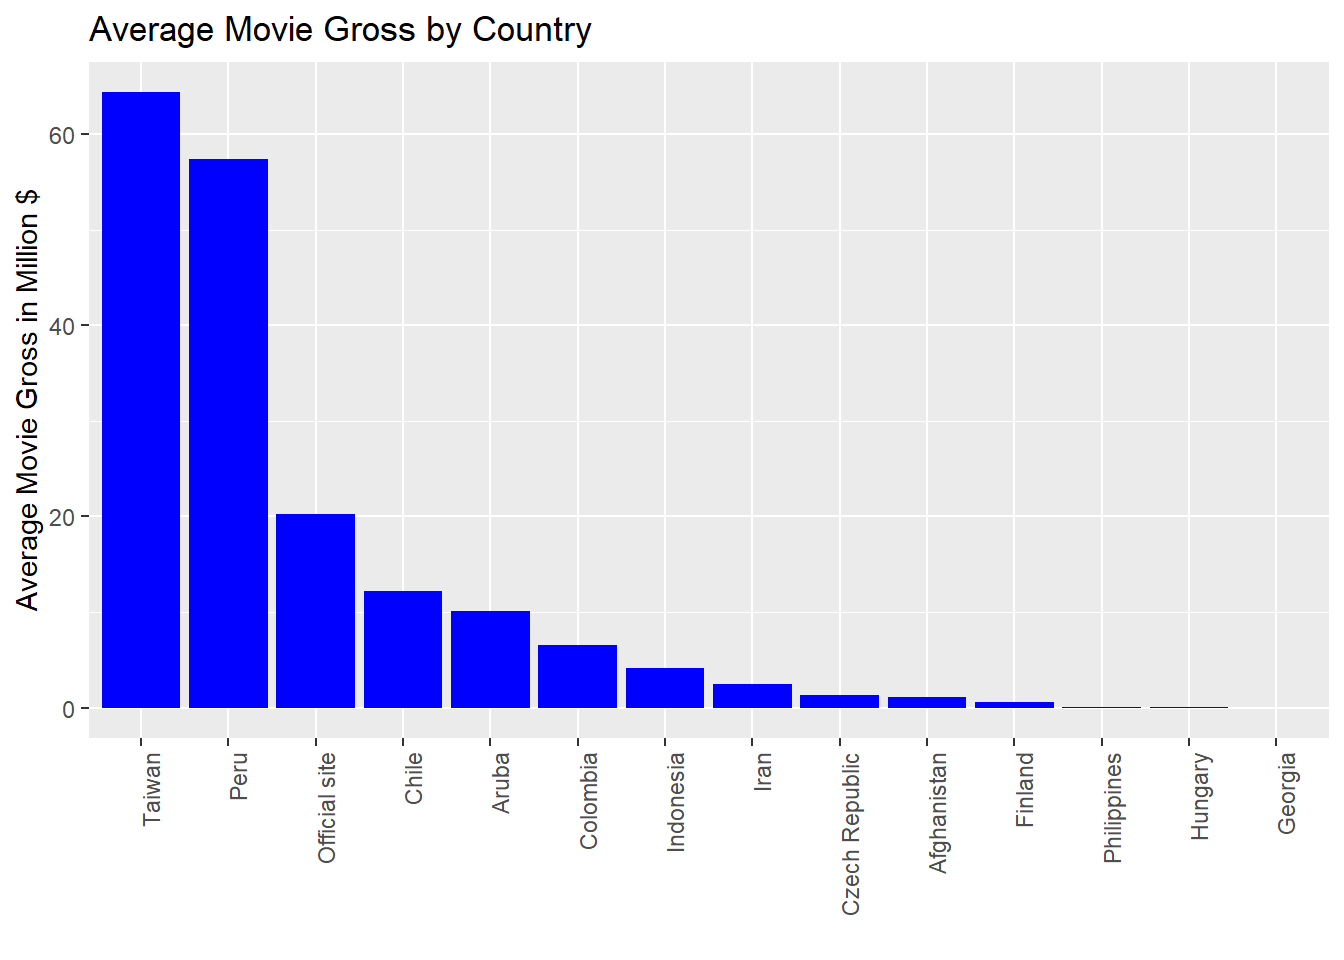 Average Movie Gross by Country
Average Movie Gross in Million $
60
40
20
0
Taiwan
Peru
Official site
Chile
Aruba
Colombia
Indonesia
Iran
Czech Republic
Afghanistan
Finland
Philippines
Hungary
Georgia